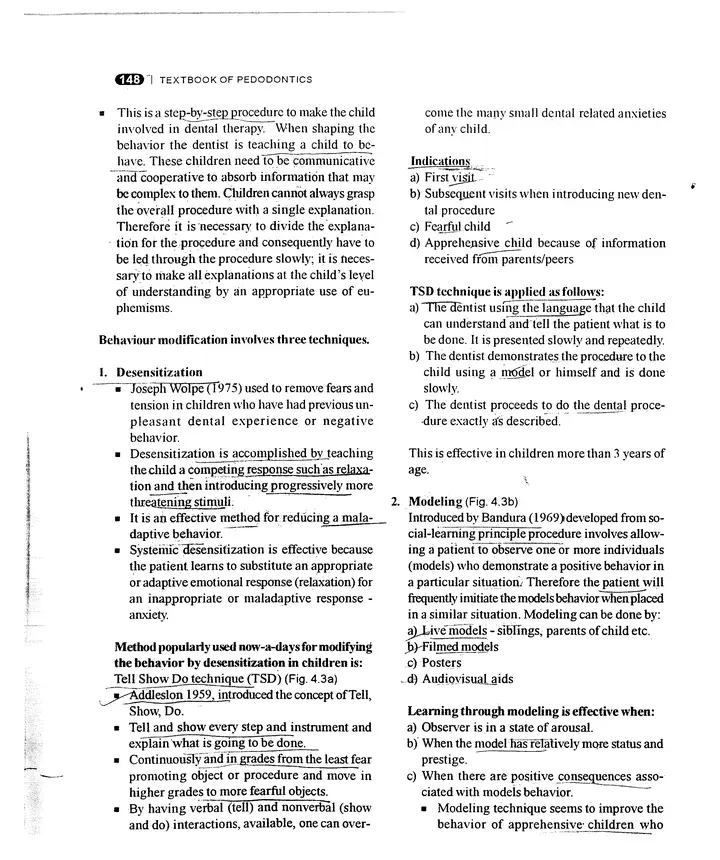 148 TEXTBOOK OF PEDODONTICS
▪ This is a step-by-step procedure to make the child
involved in dental therapy. When shaping the
behavior the dentist is teaching a child to be-
have. These children need to be communicative
and cooperative to absorb information that may
be complex to them. Children cannot always grasp
the overall procedure with a single explanation.
Therefore it is necessary to divide the explana-
tion for the procedure and consequently have to
be led through the procedure slowly; it is neces-
sary to make all explanations at the child's level
of understanding by an appropriate use of eu-
phemisms.
Behaviour modification involves three techniques.
1. Desensitization
▪ Joseph Wolpe (1975) used to remove fears and
tension in children who have had previous un-
pleasant dental experience or negative
behavior.
▪ Desensitization is accomplished by teaching
the child a competing response such as relaxa-
tion and then introducing progressively more
threatening stimuli.
▪ It is an effective method for reducing a mala-
daptive behavior.
▪ Systemic desensitization is effective because
the patient learns to substitute an appropriate
or adaptive emotional response (relaxation) for
an inappropriate or maladaptive response -
anxiety.
Method popularly used now-a-days for modifying
the behavior by desensitization in children is:
Tell Show Do technique (TSD) (Fig. 4.3a)
▪ Addleslon 1959, introduced the concept of Tell,
Show, Do.
▪ Tell and show every step and instrument and
explain what is going to be done.
▪ Continuously and in grades from the least fear
promoting object or procedure and move in
higher grades to more fearful objects.
▪ By having verbal (tell) and nonverbal (show
and do) interactions, available, one can over-
come the many small dental related anxieties
of any child.
Indications
a) First visit
b) Subsequent visits when introducing new den-
tal procedure
c) Fearful child
d) Apprehensive child because of information
received from parents/peers
TSD technique is applied as follows:
a) The dentist using the language that the child
can understand and tell the patient what is to
be done. It is presented slowly and repeatedly.
b) The dentist demonstrates the procedure to the
child using a model or himself and is done
slowly.
c) The dentist proceeds to do the dental proce-
dure exactly as described.
This is effective in children more than 3 years of
age.
2. Modeling (Fig. 4.3b)
Introduced by Bandura (1969) developed from so-
cial-learning principle procedure involves allow-
ing a patient to observe one or more individuals
(models) who demonstrate a positive behavior in
a particular situation. Therefore the patient will
frequently imitiate the models behavior when placed
in a similar situation. Modeling can be done by:
a) Live models - siblings, parents of child etc.
b) Filmed models
c) Posters
d) Audiovisual aids
Learning through modeling is effective when:
a) Observer is in a state of arousal.
b) When the model has relatively more status and
prestige.
c) When there are positive consequences asso-
ciated with models behavior.
▪ Modeling technique seems to improve the
behavior of apprehensive children who